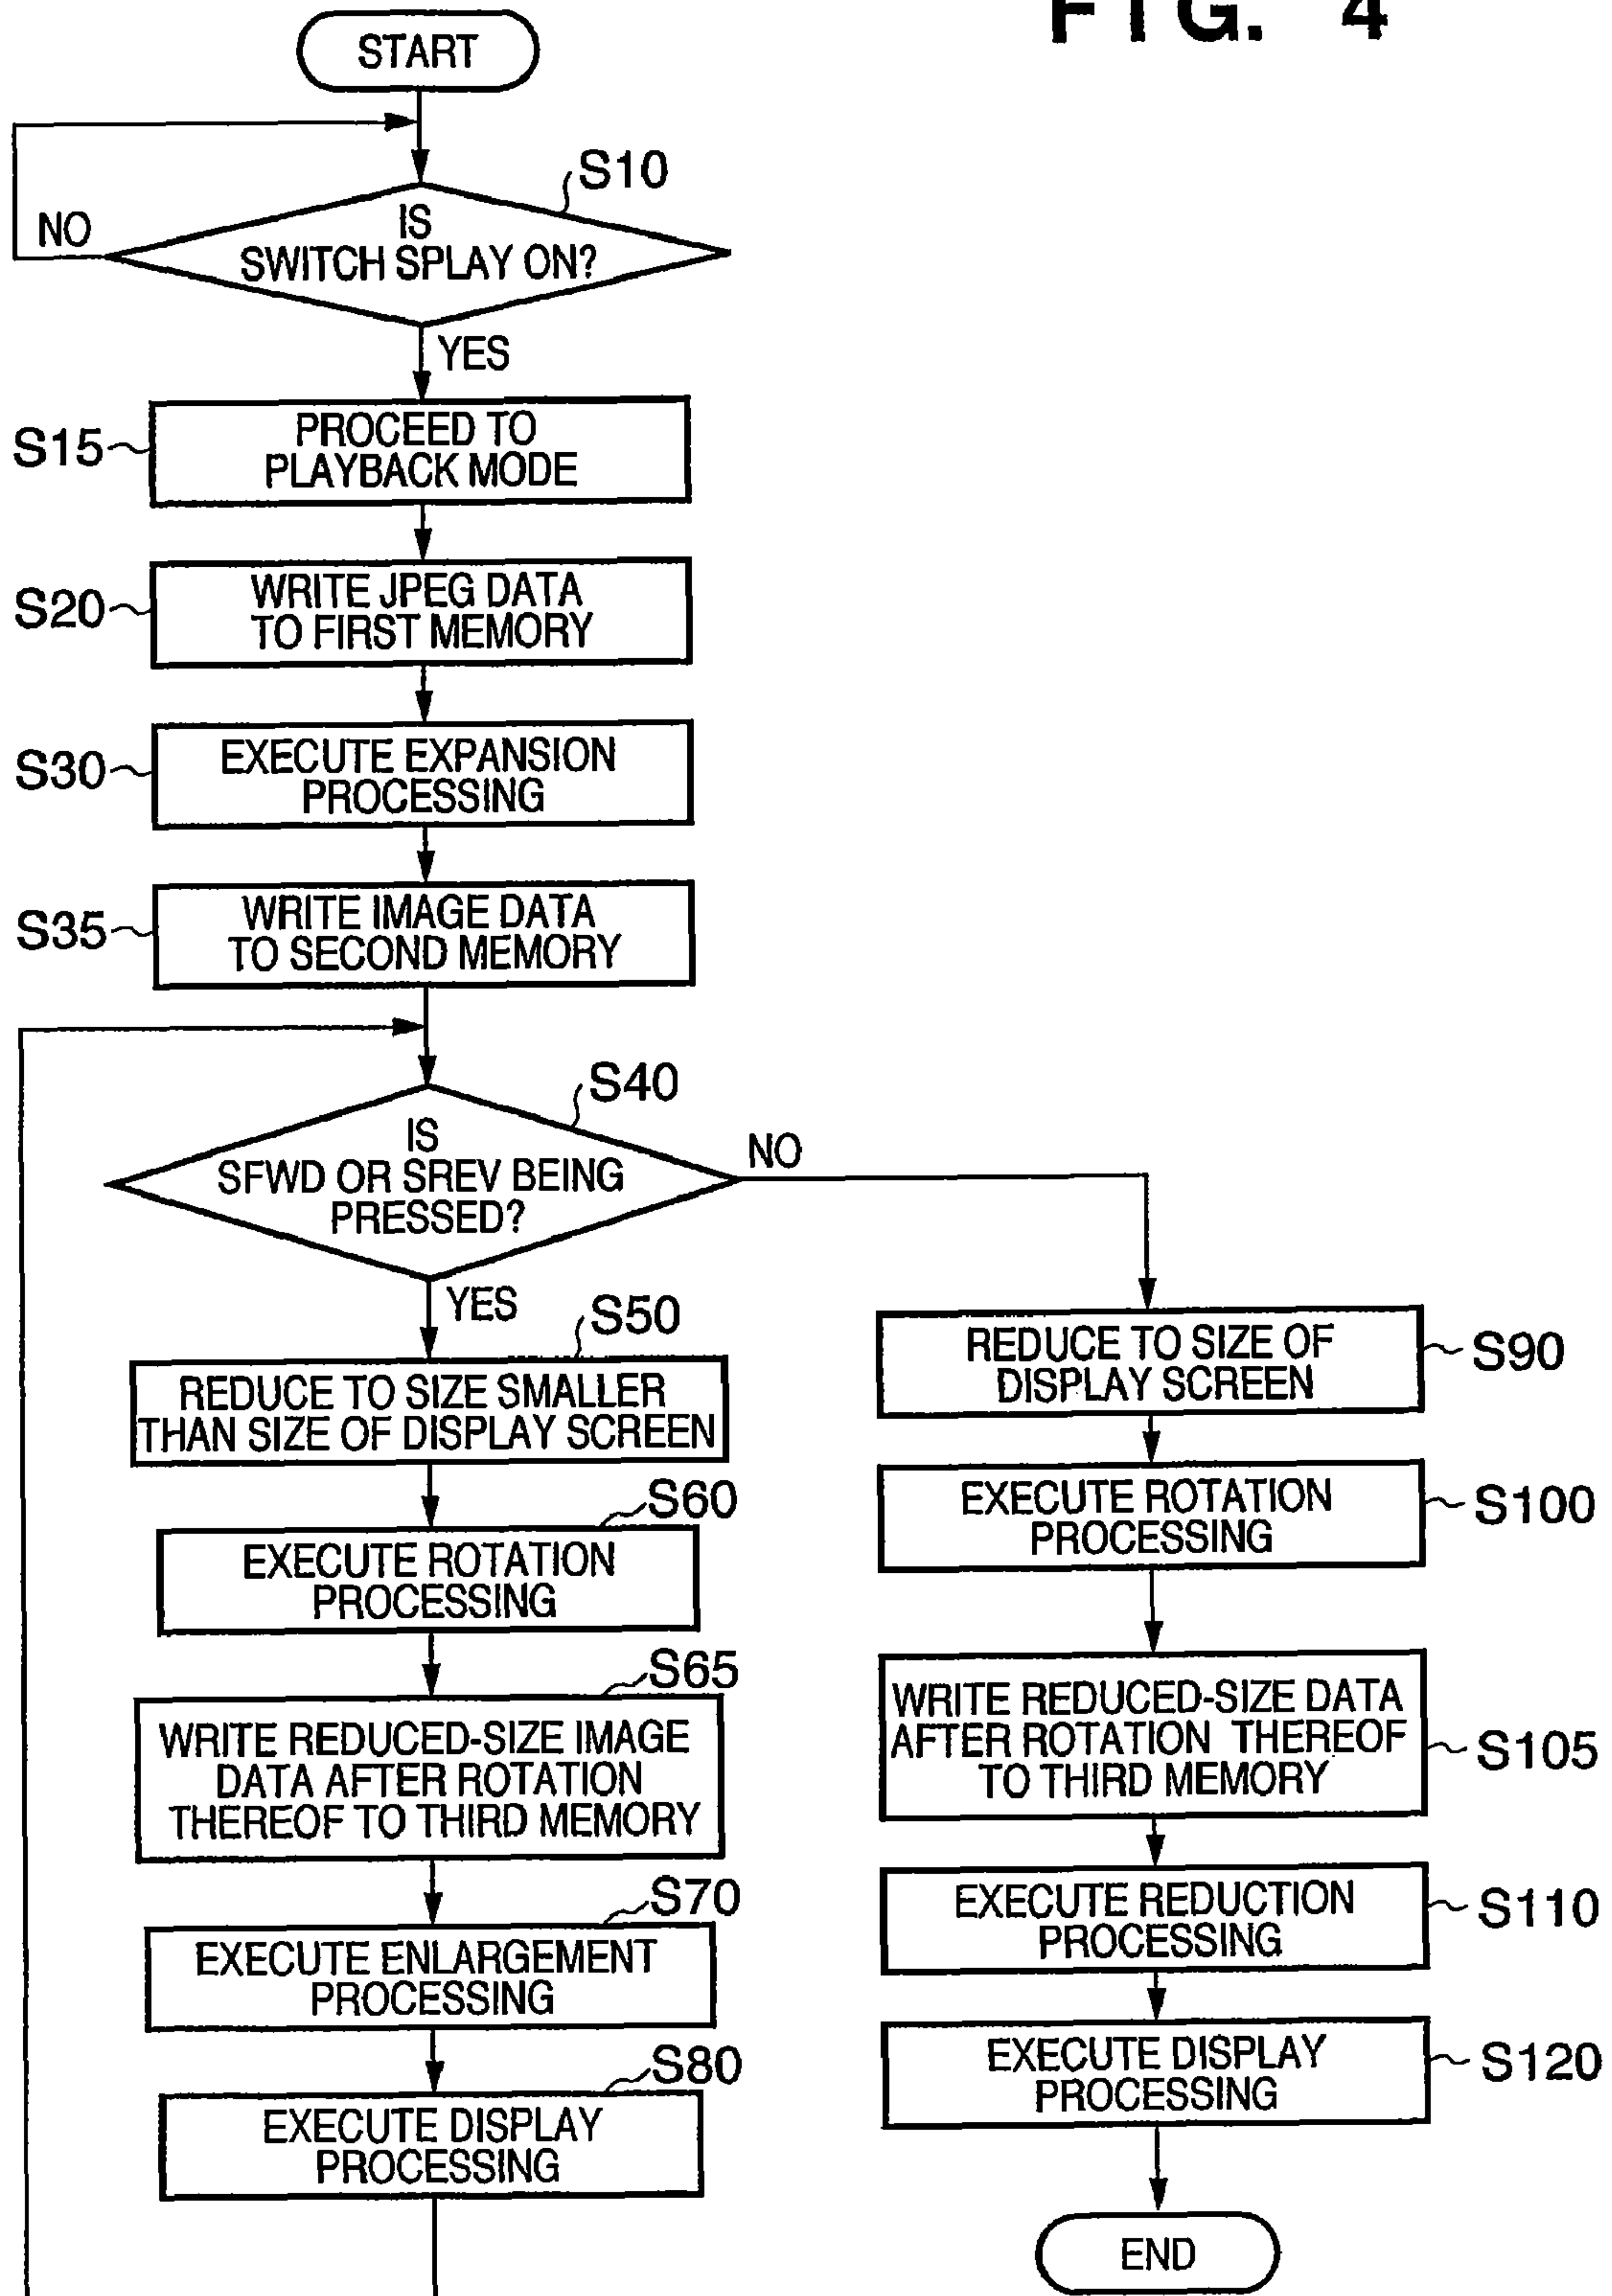 FIG. 4
START
S10
NO
IS
SWITCH SPLAY ON?
YES
S15
PROCEED TO
PLAYBACK MODE
S20
WRITE JPEG DATA
TO FIRST MEMORY
S30
EXECUTE EXPANSION
PROCESSING
S35
WRITE IMAGE DATA
TO SECOND MEMORY
S40
IS
SFWD OR SREV BEING
PRESSED?
NO
YES
S50
REDUCE TO SIZE SMALLER
THAN SIZE OF DISPLAY SCREEN
S60
EXECUTE ROTATION
PROCESSING
S65
WRITE REDUCED-SIZE IMAGE
DATA AFTER ROTATION
THEREOF TO THIRD MEMORY
S70
EXECUTE ENLARGEMENT
PROCESSING
S80
EXECUTE DISPLAY
PROCESSING
REDUCE TO SIZE OF
DISPLAY SCREEN
S90
EXECUTE ROTATION
PROCESSING
S100
WRITE REDUCED-SIZE DATA
AFTER ROTATION THEREOF
TO THIRD MEMORY
S105
EXECUTE REDUCTION
PROCESSING
S110
EXECUTE DISPLAY
PROCESSING
S120
END